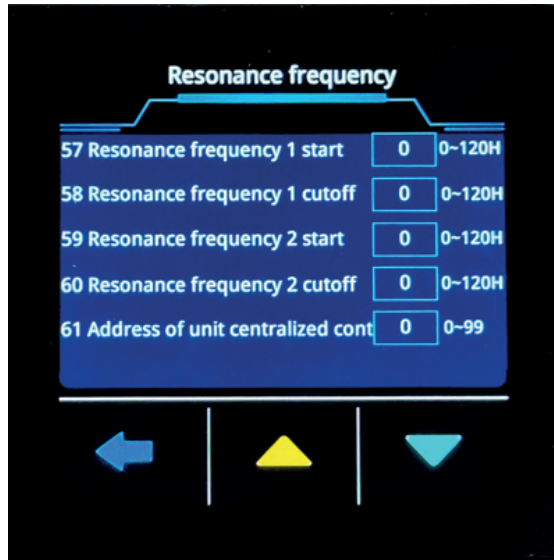 Resonance frequency
57 Resonance frequency 1 start 0 0~120H
58 Resonance frequency 1 cutoff 0 0~120H
59 Resonance frequency 2 start 0 0~120H
60 Resonance frequency 2 cutoff 0 0~120H
61 Address of unit centralized cont 0 0~99